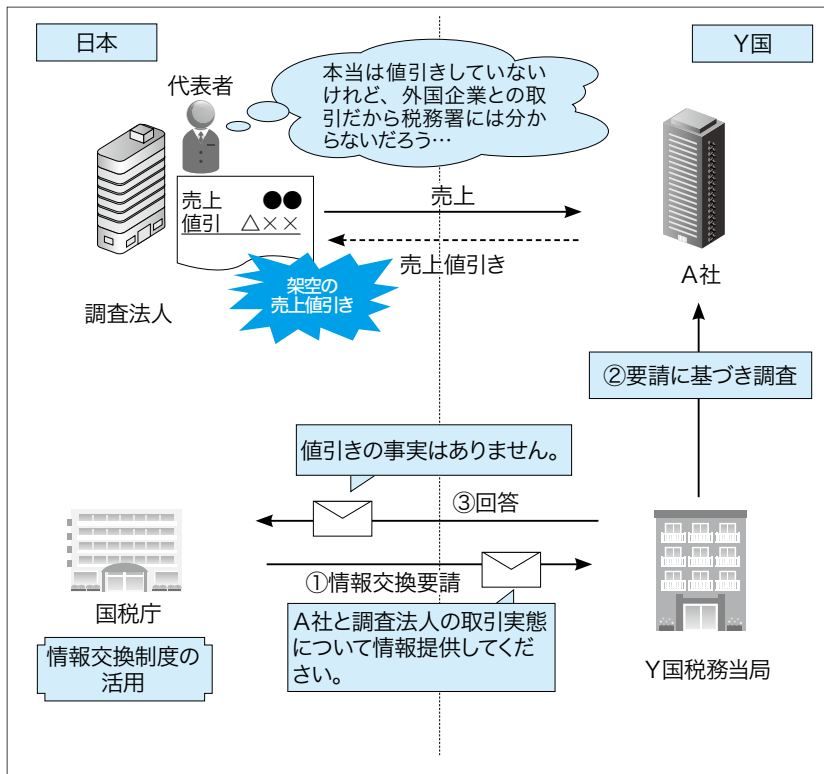 日本
Y国
代表者
本当は値引きしていない
けれど、外国企業との取
引だから税務署には分か
らないだろう…
売上 ●●
値引 △××
売上
売上値引き
架空の
売上値引き
調査法人
A社
②要請に基づき調査
値引きの事実はありません。
③回答
①情報交換要請
国税庁
A社と調査法人の取引実態
について情報提供してくだ
さい。
情報交換制度の
活用
Y国税務当局